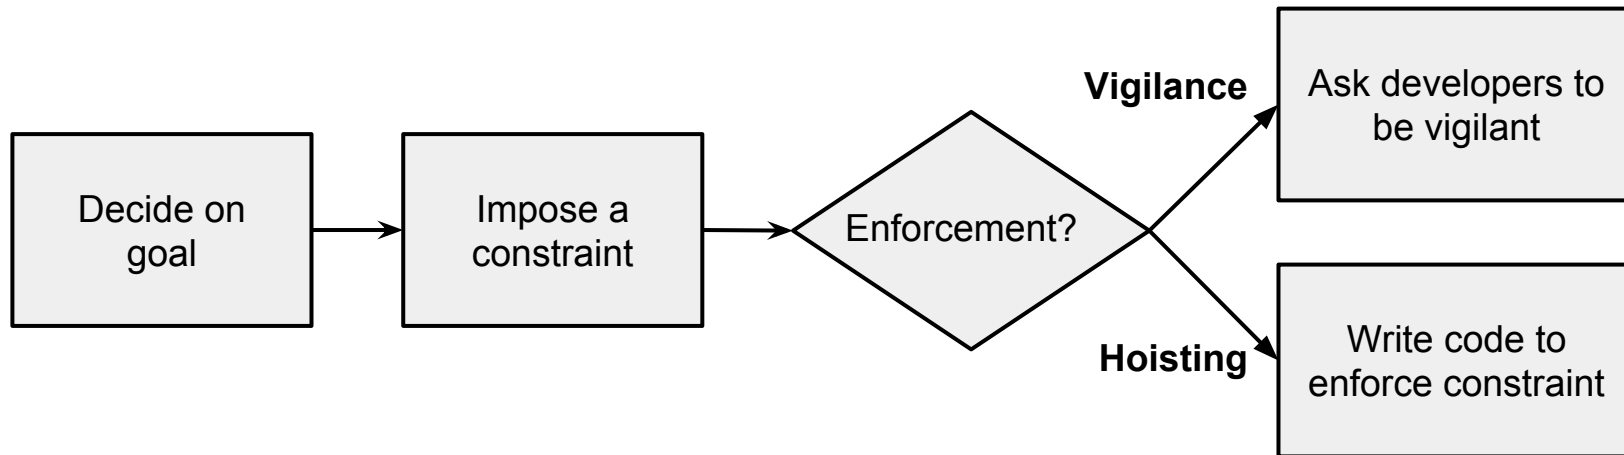 Decide on
goal
Impose a
constraint
Enforcement?
Vigilance
Ask developers to
be vigilant
Hoisting
Write code to
enforce constraint